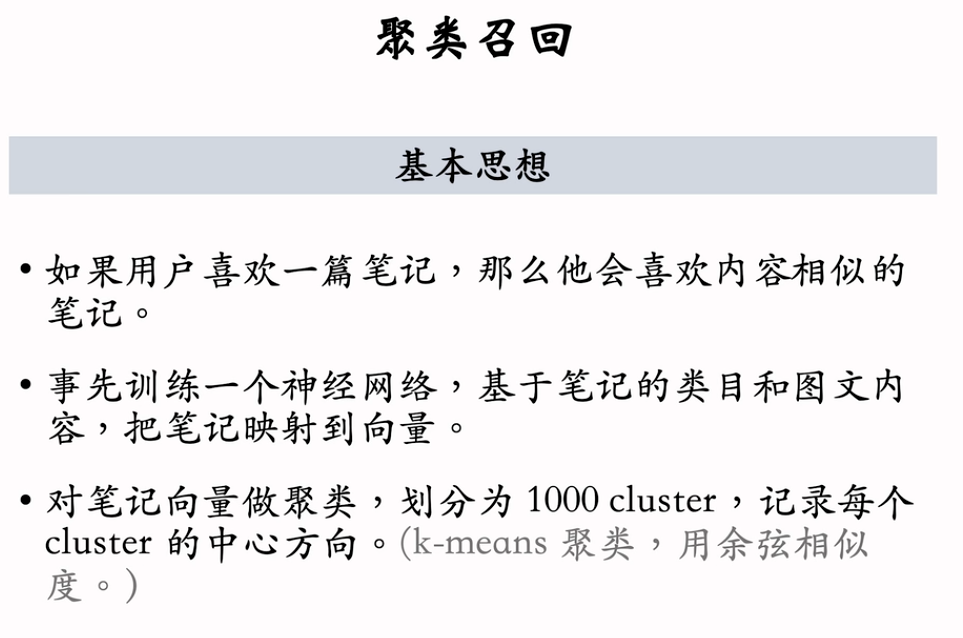 聚类召回
基本思想
• 如果用户喜欢一篇笔记，那么他会喜欢内容相似的
笔记。
• 事先训练一个神经网络，基于笔记的类目和图文内
容，把笔记映射到向量。
• 对笔记向量做聚类，划分为 1000 cluster，记录每个
cluster 的中心方向。(k-means 聚类，用余弦相似
度。)